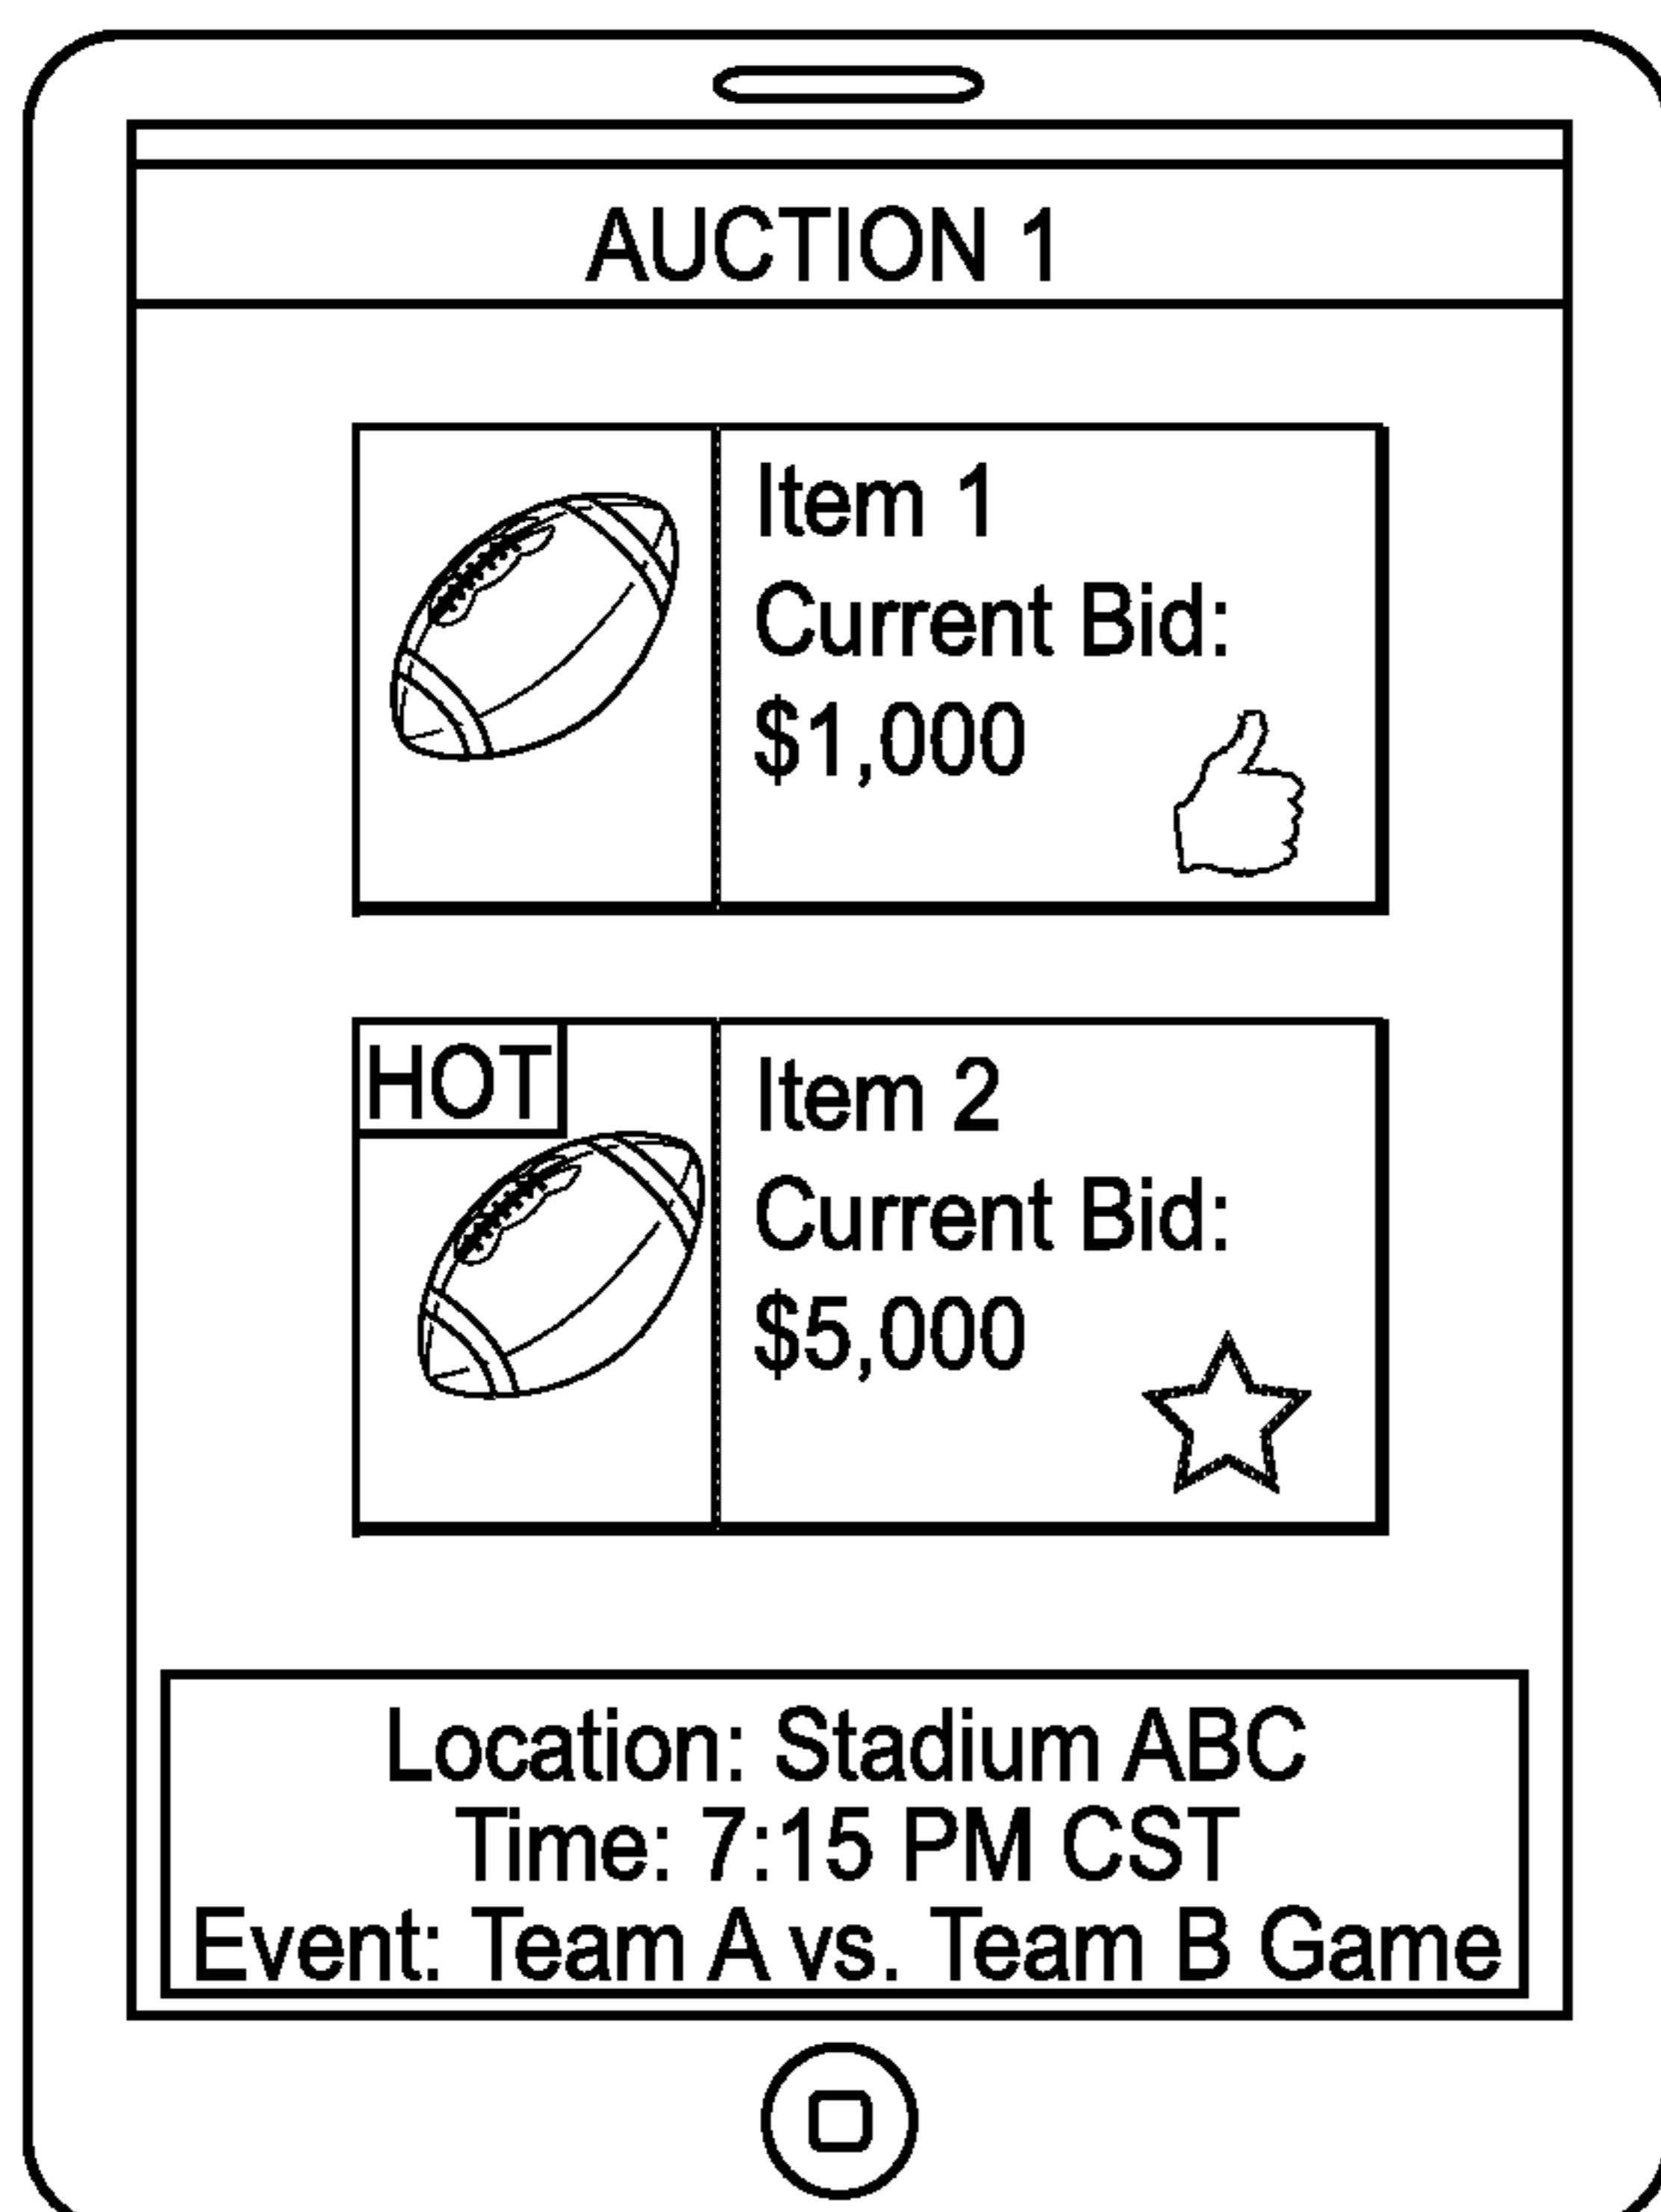 AUCTION 1
Item 1
Current Bid:
$1,000
HOT
Item 2
Current Bid:
$5,000
Location: Stadium ABC
Time: 7:15 PM CST
Event: Team A vs. Team B Game